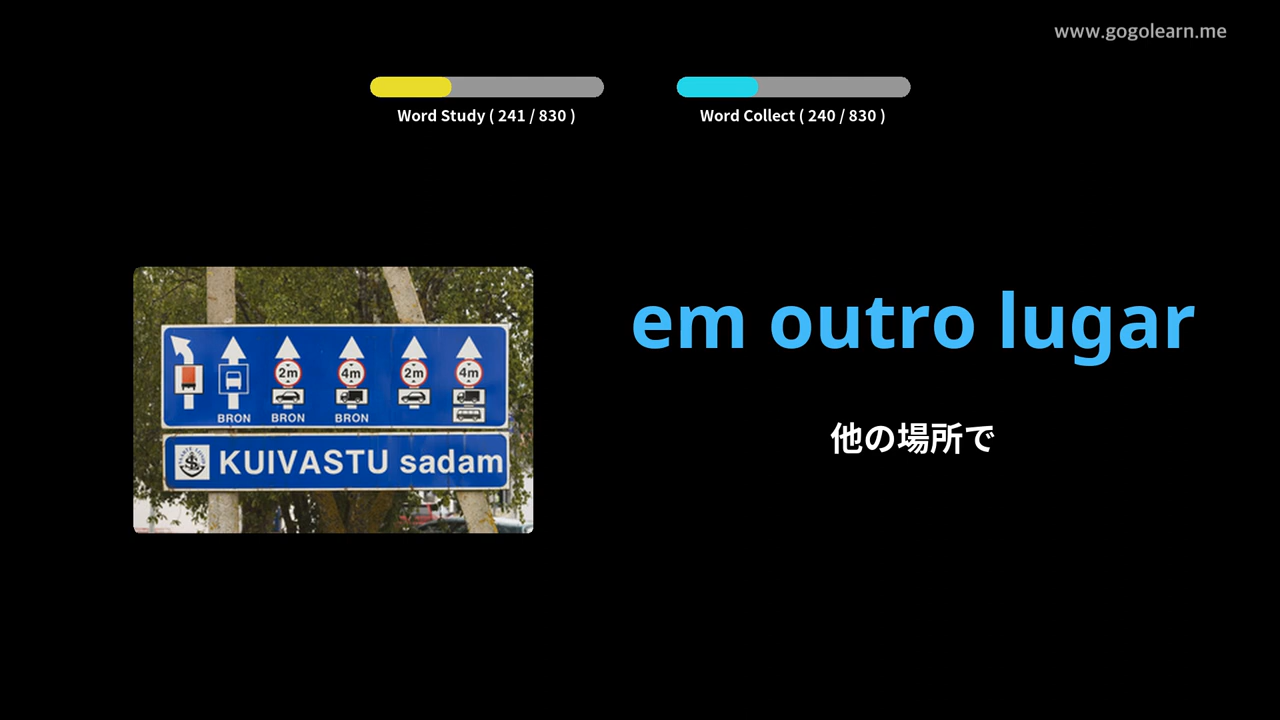 www.gogolearn.me
Word Study ( 241 / 830 )
Word Collect ( 240 / 830 )
em outro lugar
他の場所で
2m 4m 2m 4m
BRON BRON BRON
KUIVASTU sadam